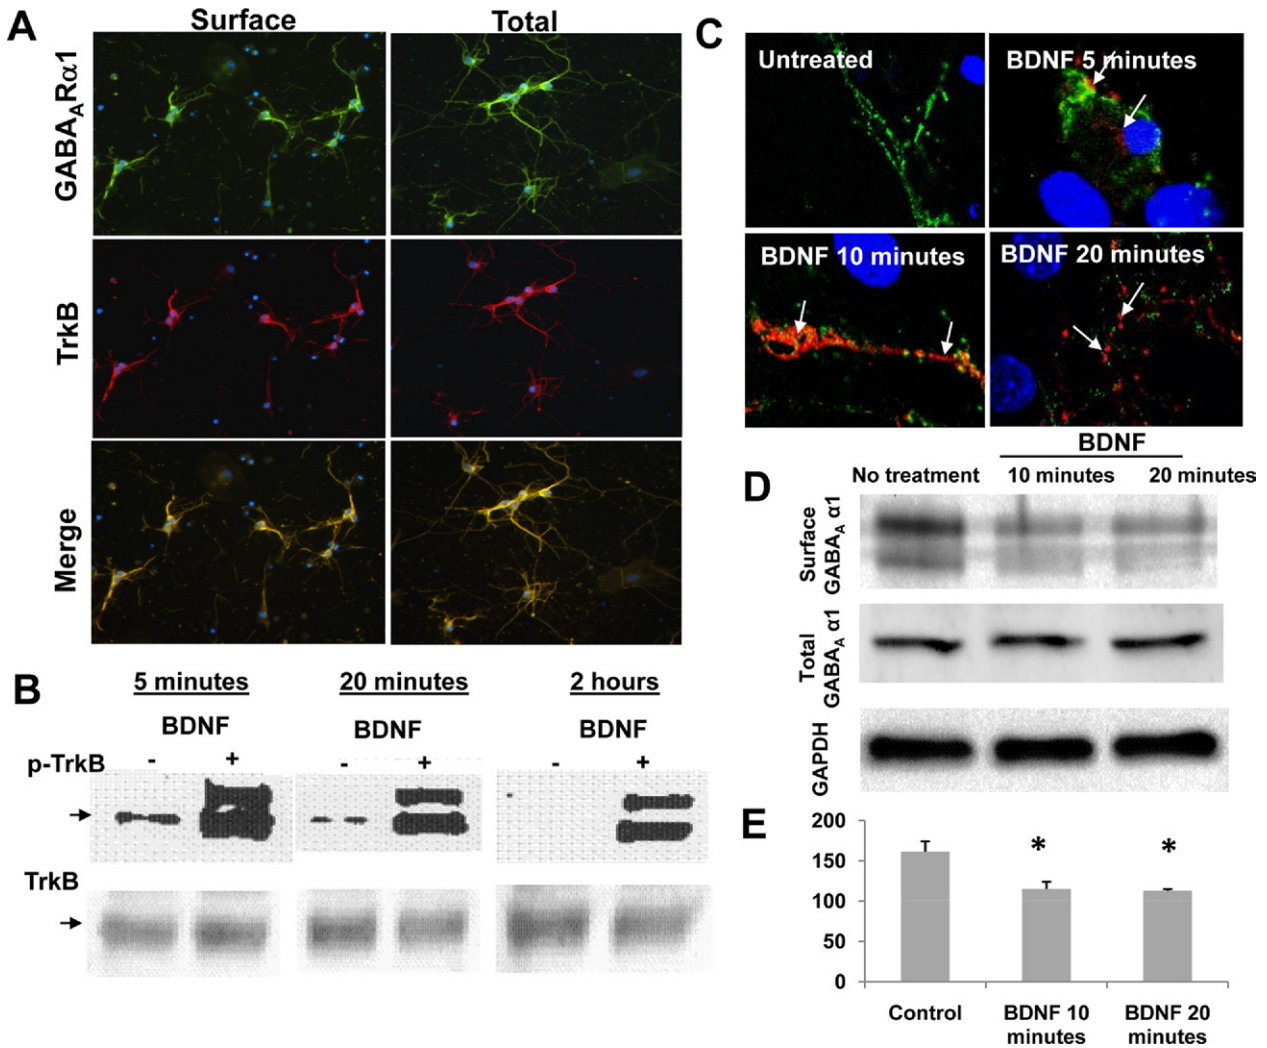 A
Surface
Total
GABAARα1
TrkB
Merge
B
5 minutes
20 minutes
2 hours
BDNF
BDNF
BDNF
p-TrkB
- +
- +
- +
TrkB
C
Untreated
BDNF 5 minutes
BDNF 10 minutes
BDNF 20 minutes
D
BDNF
No treatment
10 minutes
20 minutes
Surface
GABAA α1
Total
GABAA α1
GAPDH
E
200
150
100
50
0
*
*
Control
BDNF 10
minutes
BDNF 20
minutes